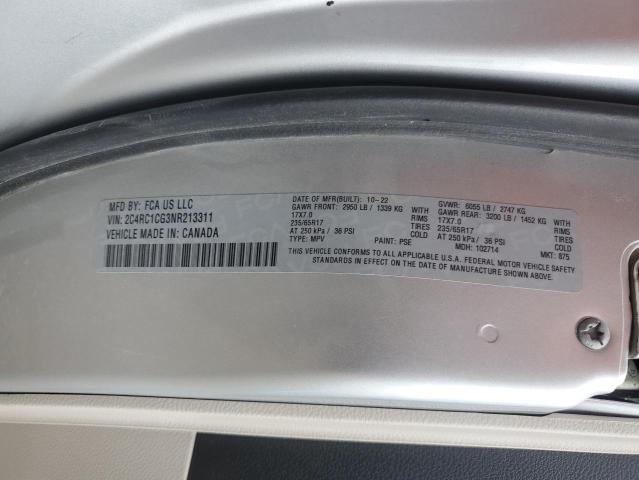 MFD BY: FCA US LLC
VIN: 2C4RC1CG3NR213311
VEHICLE MADE IN: CANADA
DATE OF MFR(BUILT): 10-22 GVWR: 6055 LB / 2747 KG
GAWR FRONT: 2950 LB / 1339 KG WITH GAWR REAR: 3200 LB / 1452 KG WITH
17X7.0 RIMS 17X7.0 RIMS
235/65R17 TIRES 235/65R17 TIRES
AT 250 kPa / 36 PSI COLD AT 250 kPa / 36 PSI COLD
TYPE: MPV PAINT: PSE MDH: 102714 MKT: 875
THIS VEHICLE CONFORMS TO ALL APPLICABLE U.S.A. FEDERAL MOTOR VEHICLE SAFETY
STANDARDS IN EFFECT ON THE DATE OF MANUFACTURE SHOWN ABOVE.